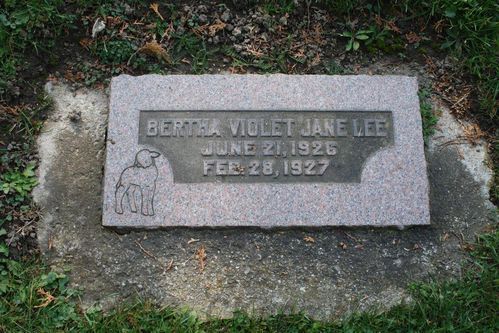 BERTHA VIOLET JANE LEE
JUNE 21, 1926
FEB. 28, 1927